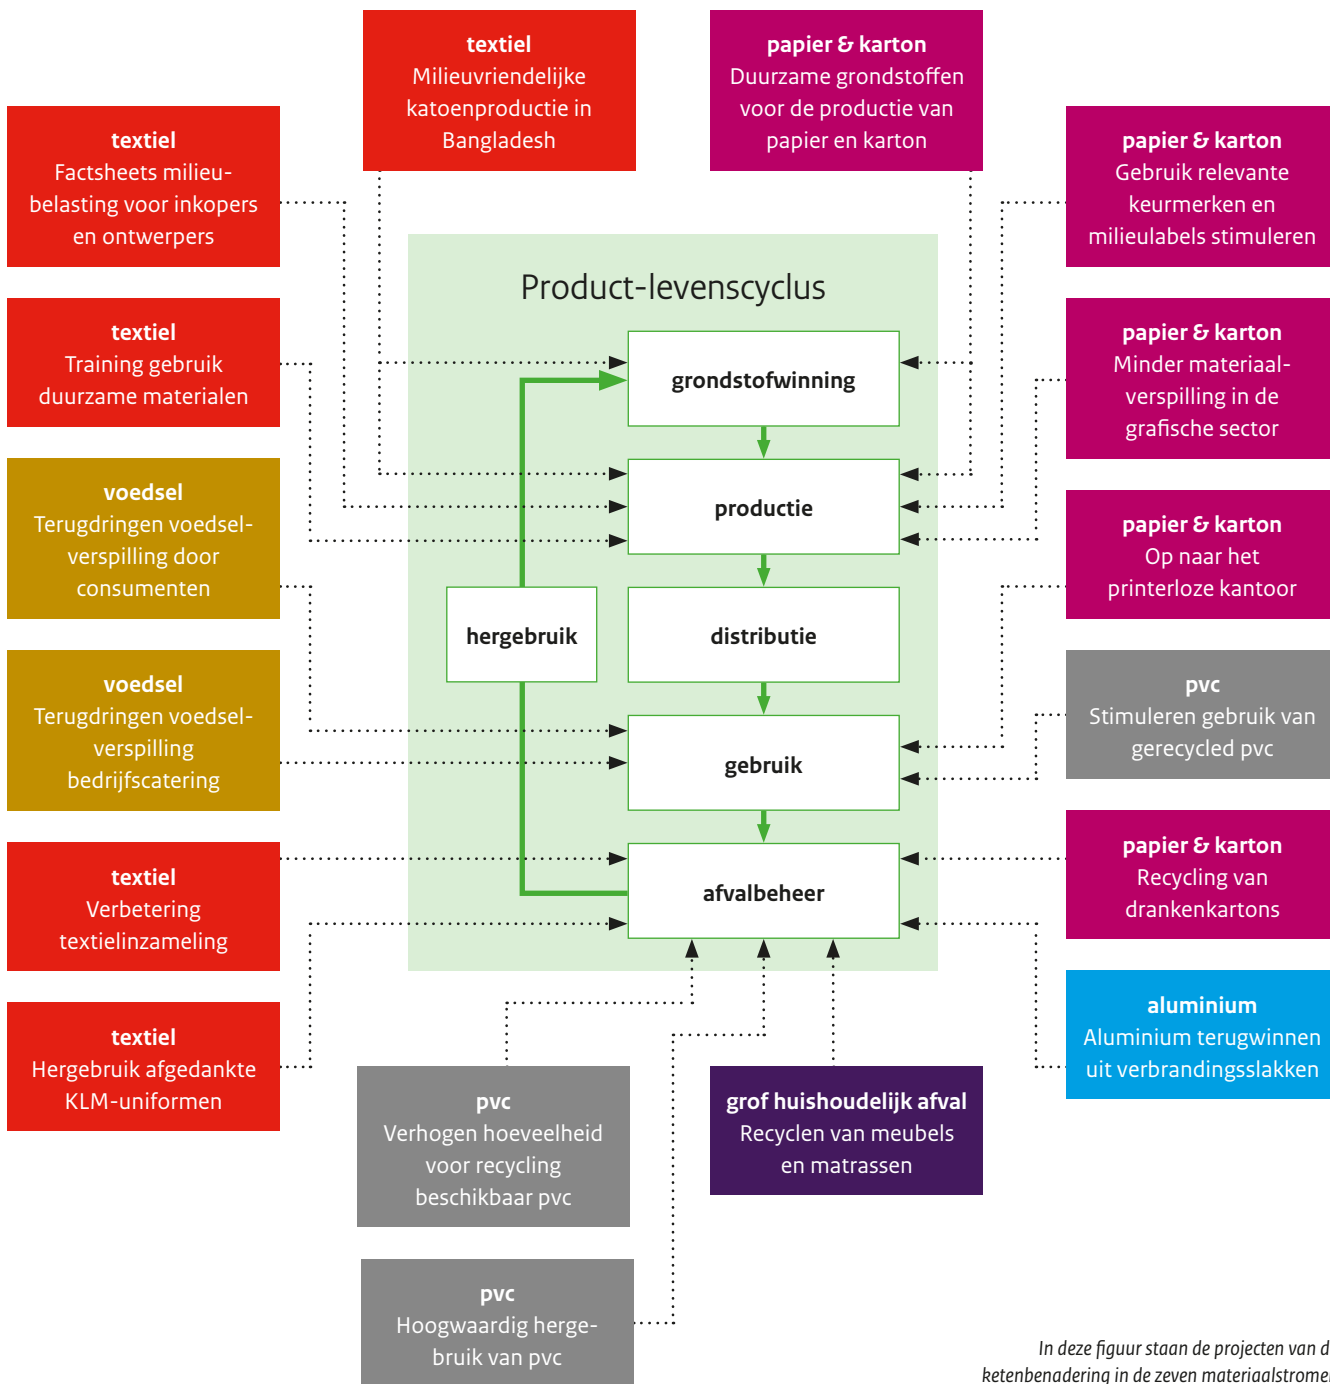 textiel
Milieuvriendelijke
katoenproductie in
Bangladesh
papier & karton
Duurzame grondstoffen
voor de productie van
papier en karton
textiel
Factsheets milieu-
belasting voor inkopers
en ontwerpers
papier & karton
Gebruik relevante
keurmerken en
milieulabels stimuleren
Product-levenscyclus
textiel
Training gebruik
duurzame materialen
papier & karton
Minder materiaal-
verspilling in de
grafische sector
grondstofwinning
voedsel
Terugdringen voedsel-
verspilling door
consumenten
productie
papier & karton
Op naar het
printerloze kantoor
hergebruik
distributie
voedsel
Terugdringen voedsel-
verspilling
bedrijfscatering
pvc
Stimuleren gebruik van
gerecycled pvc
gebruik
textiel
Verbetering
textielinzameling
afvalbeheer
papier & karton
Recycling van
drankenkartons
textiel
Hergebruik afgedankte
KLM-uniformen
aluminium
Aluminium terugwinnen
uit verbrandingsslakken
pvc
Verhogen hoeveelheid
voor recycling
beschikbaar pvc
grof huishoudelijk afval
Recyclen van meubels
en matrassen
pvc
Hoogwaardig herge-
bruik van pvc
In deze figuur staan de projecten van d
ketenbenadering in de zeven materiaalstrome